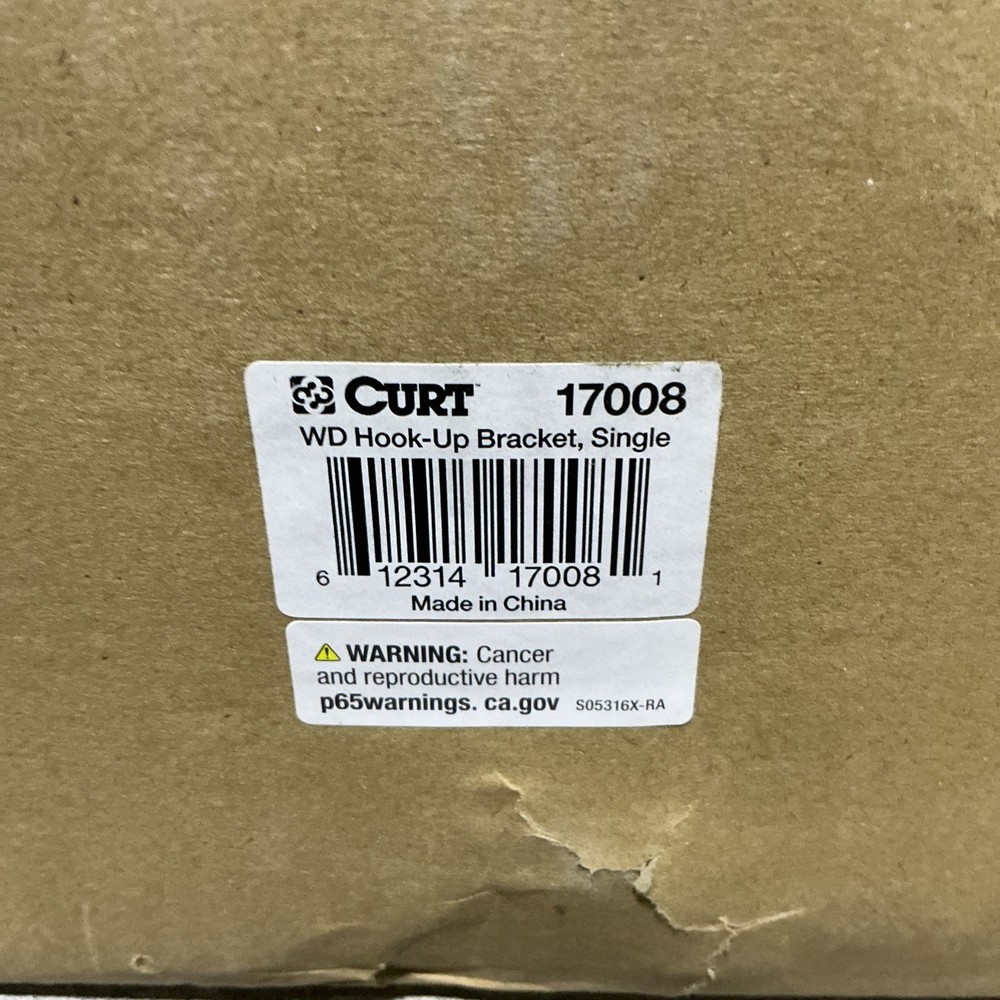 CURT™ 17008
WD Hook-Up Bracket, Single
6 12314 17008 1
Made in China
WARNING: Cancer
and reproductive harm
p65warnings. ca.gov S05316X-RA